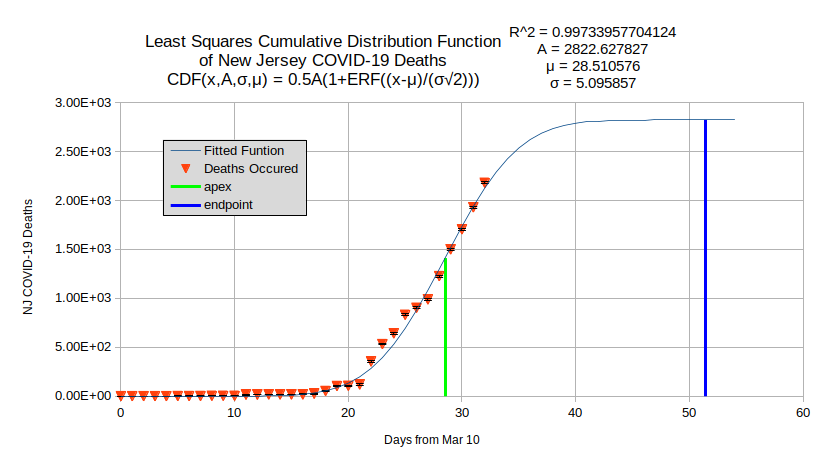 Least Squares Cumulative Distribution Function
of New Jersey COVID-19 Deaths
CDF(x,A,σ,μ) = 0.5A(1+ERF((x-μ)/(σ√2)))
R^2 = 0.99733957704124
A = 2822.627827
μ = 28.510576
σ = 5.095857
3.00E+03
2.50E+03
2.00E+03
1.50E+03
1.00E+03
5.00E+02
0.00E+00
NJ COVID-19 Deaths
Fitted Funtion
Deaths Occured
apex
endpoint
0 10 20 30 40 50 60
Days from Mar 10